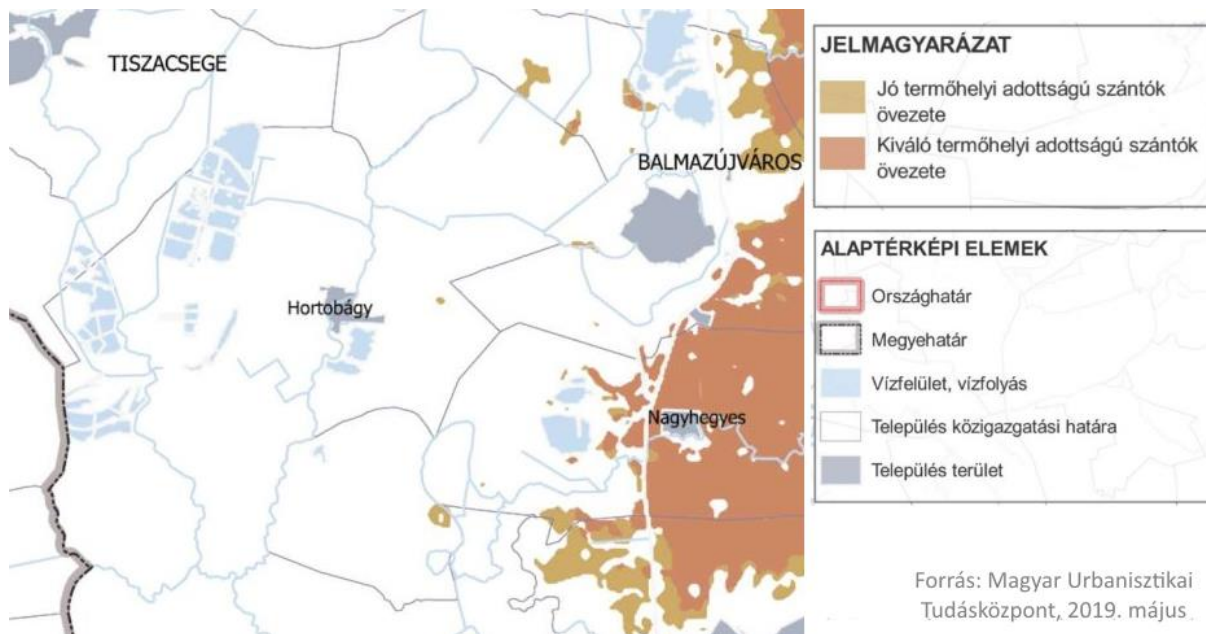 TISZACSEGE
BALMAZÚJVÁROS
Hortobágy
Nagyhegyes
JELMAGYARÁZAT
Jó termőhelyi adottságú szántók
övezete
Kiváló termőhelyi adottságú szántók
övezete
ALAPTÉRKÉPI ELEMEK
Országhatár
Megyehatár
Vízfelület, vízfolyás
Település közigazgatási határa
Település terület
Forrás: Magyar Urbanisztikai
Tudásközpont, 2019. május